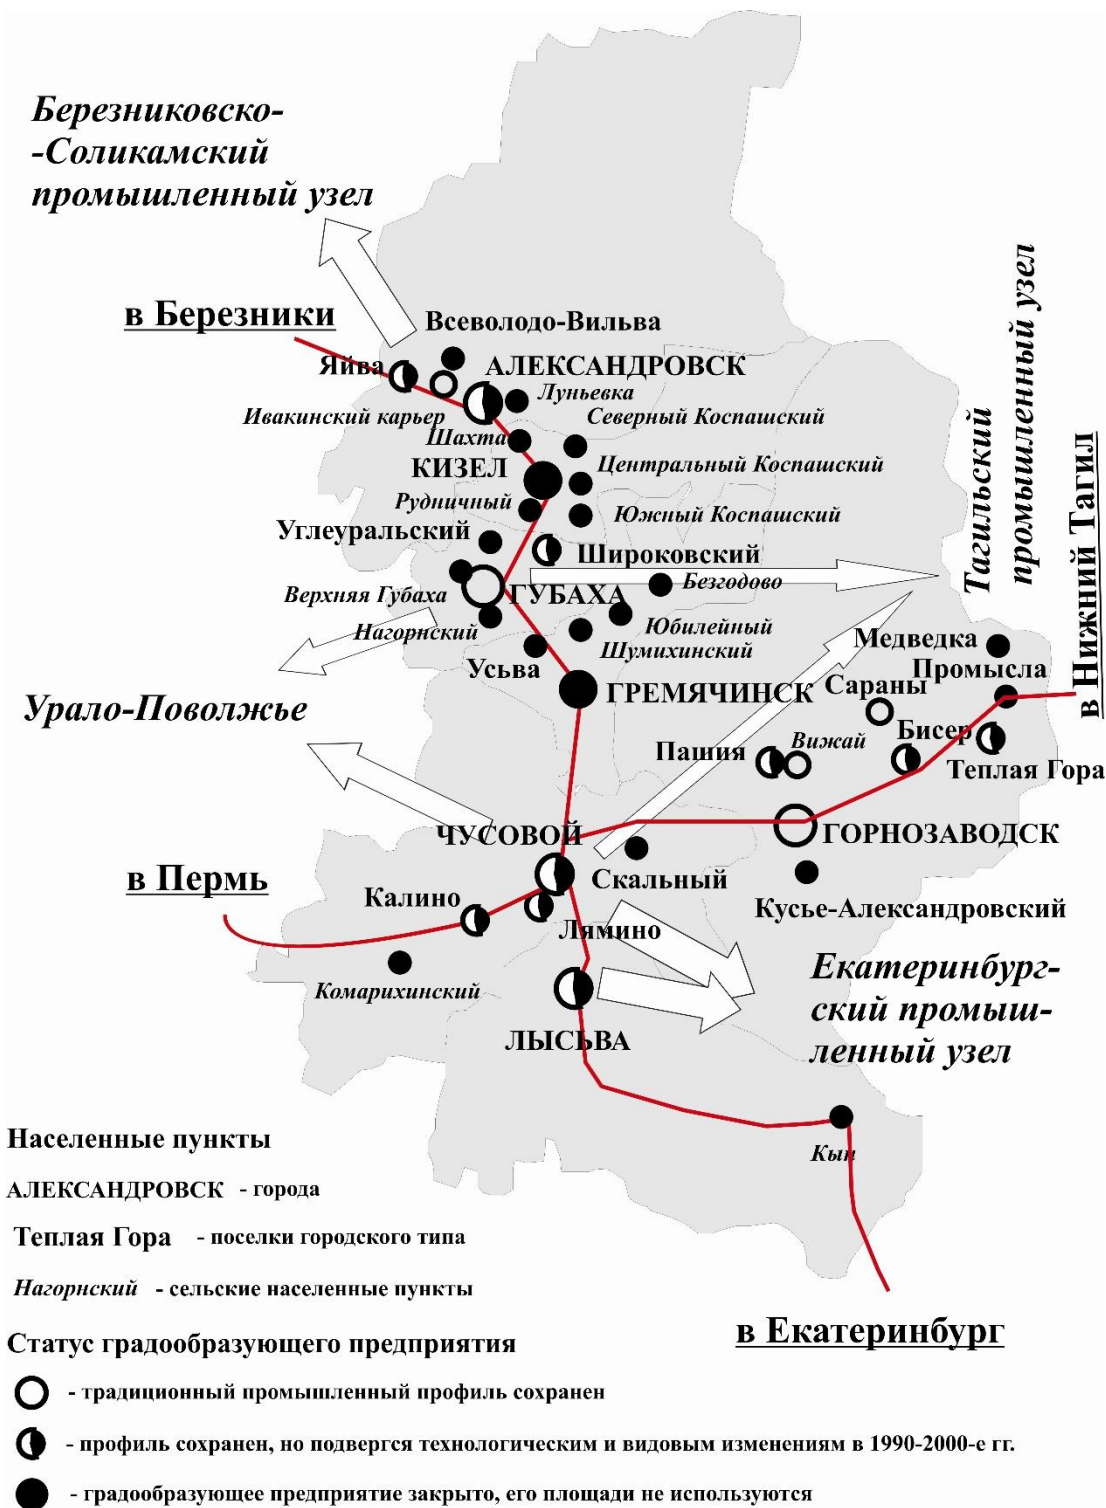 Березниковско-
-Соликамский
промышленный узел
в Березники
Всеволодо-Вильва
Яйва
АЛЕКСАНДРОВСК
Луньевка
Ивакинский карьер
Северный Коспашский
Шахта
КИЗЕЛ
Центральный Коспашский
Рудничный
Южный Коспашский
Углеуральский
Широковский
Безгодово
Верхняя Губаха
ГУБАХА
Нагорнский
Юбилейный
Усьва
Шумихинский
ГРЕМЯЧИНСК
Тагильский
промышленный узел
в Нижний Тагил
Медведка
Промысла
Сараны
Бисер
Пашия
Вижай
Теплая Гора
Урало-Поволжье
ЧУСОВОЙ
ГОРНОЗАВОДСК
в Пермь
Калино
Скальный
Кусье-Александровский
Лямино
Комарихинский
Екатеринбург-
ский промыш-
ленный узел
ЛЫСЬВА
Кын
в Екатеринбург
Населенные пункты
АЛЕКСАНДРОВСК - города
Теплая Гора - поселки городского типа
Нагорнский - сельские населенные пункты
Статус градообразующего предприятия
- традиционный промышленный профиль сохранен
- профиль сохранен, но подвергся технологическим и видовым изменениям в 1990-2000-е гг.
- градообразующее предприятие закрыто, его площади не используются